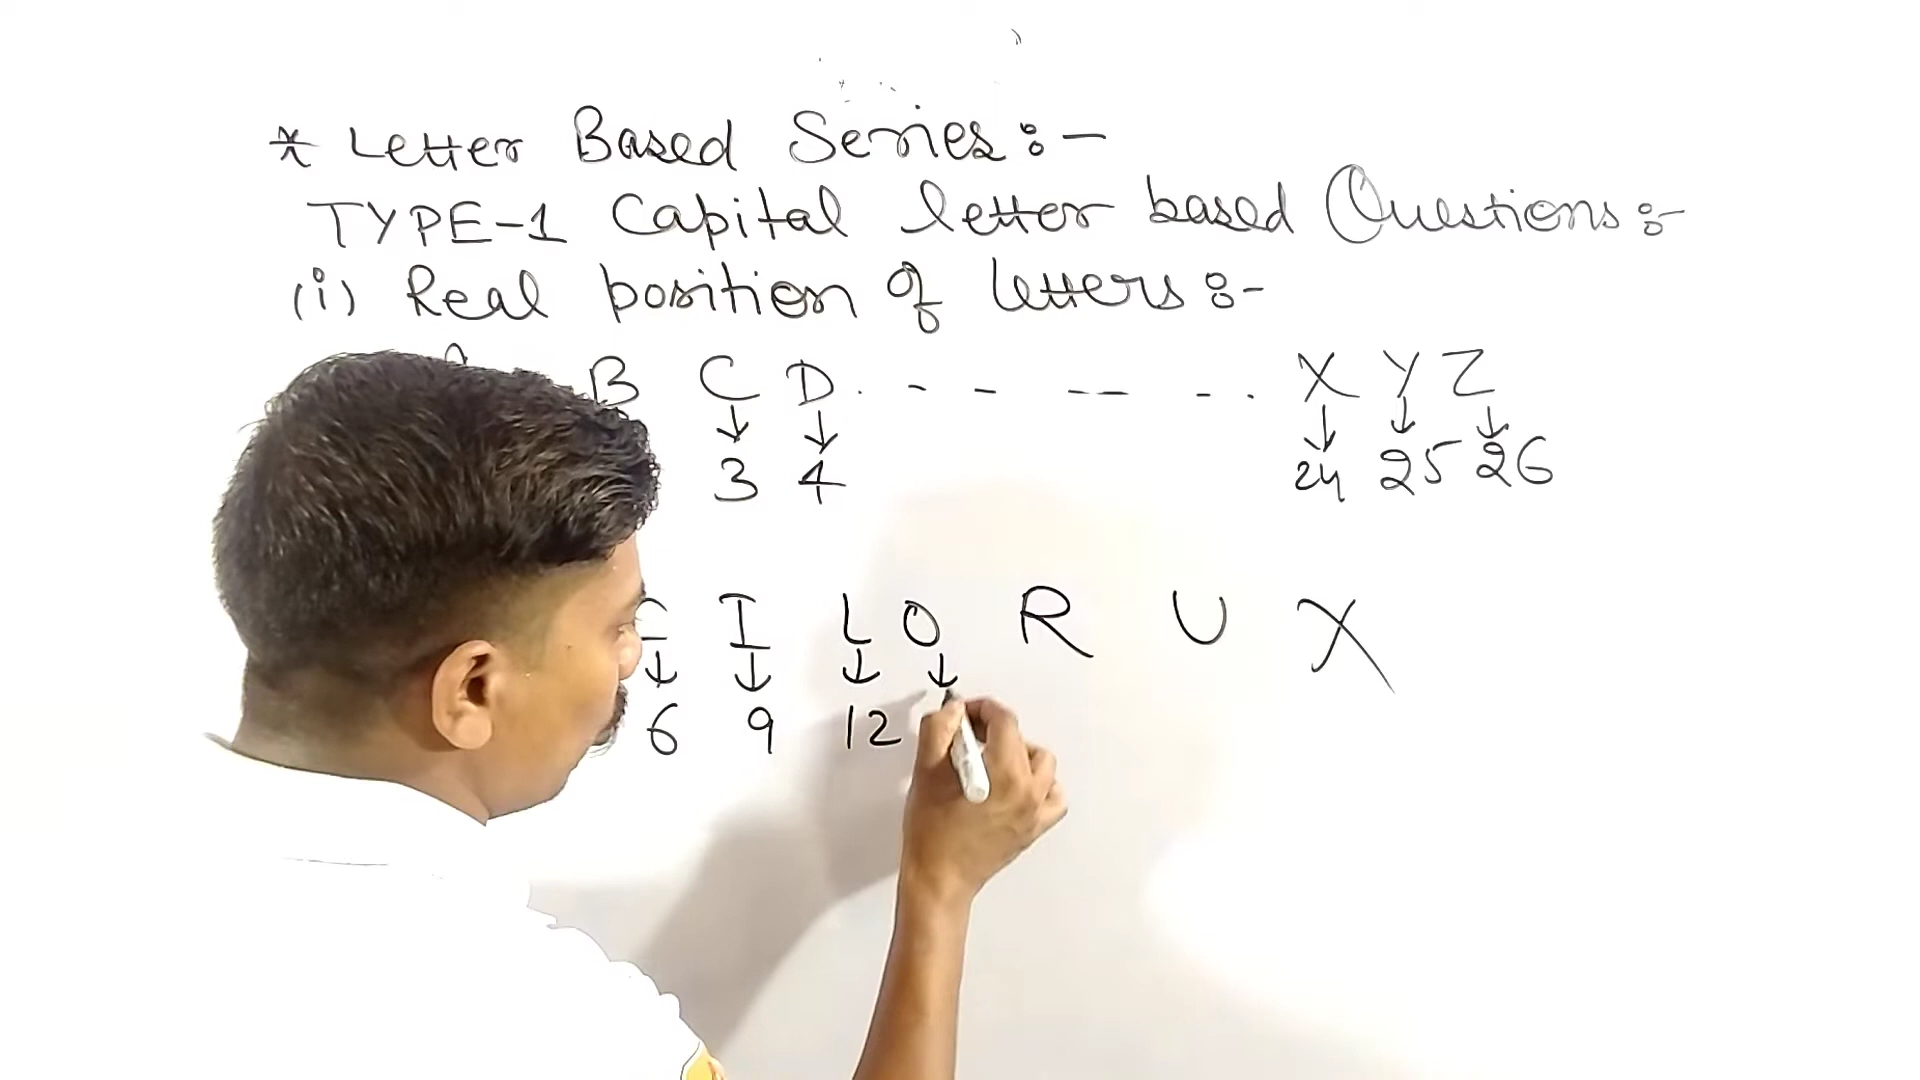 * Letter Based Series:-
TYPE-1 Capital letter based Questions:-
(i) Real position of letters:-
B C D . - - -- - . . X Y Z
↓ ↓ ↓ ↓ ↓
3 4 24 25 26
I L O R U X
↓ ↓ ↓ ↓
6 9 12